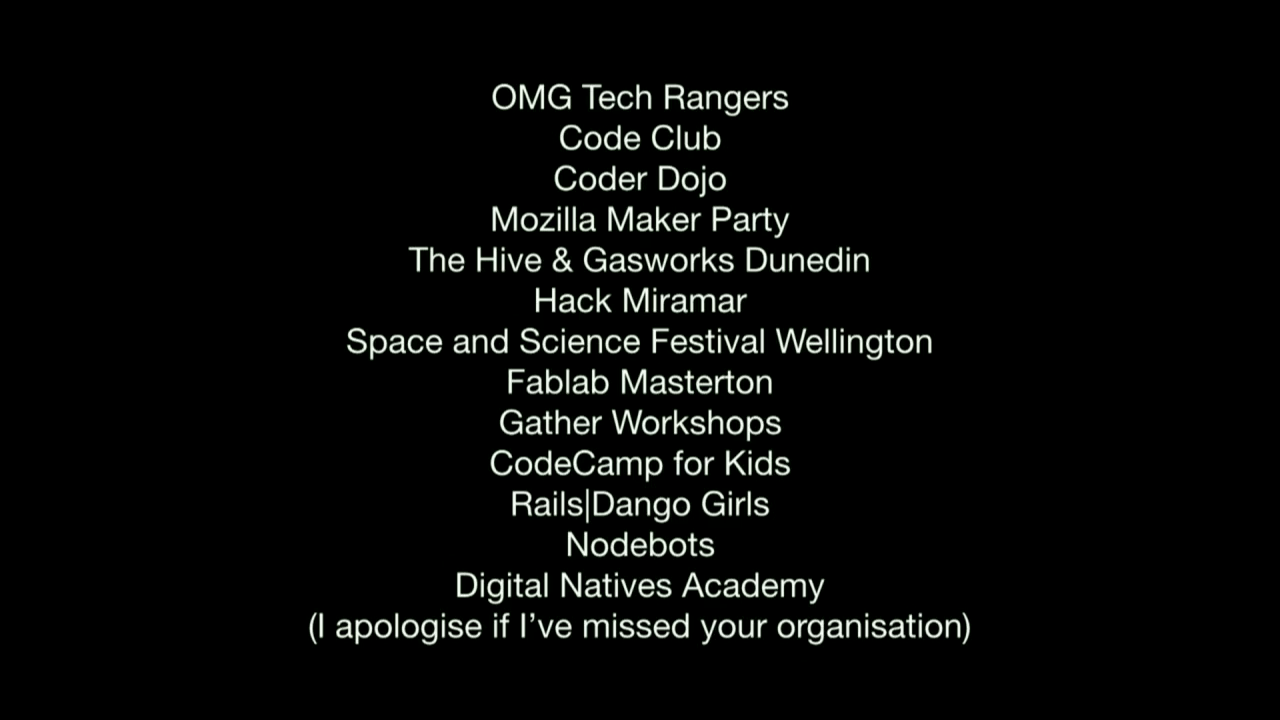 OMG Tech Rangers
Code Club
Coder Dojo
Mozilla Maker Party
The Hive & Gasworks Dunedin
Hack Miramar
Space and Science Festival Wellington
Fablab Masterton
Gather Workshops
CodeCamp for Kids
Rails|Dango Girls
Nodebots
Digital Natives Academy
(I apologise if I’ve missed your organisation)